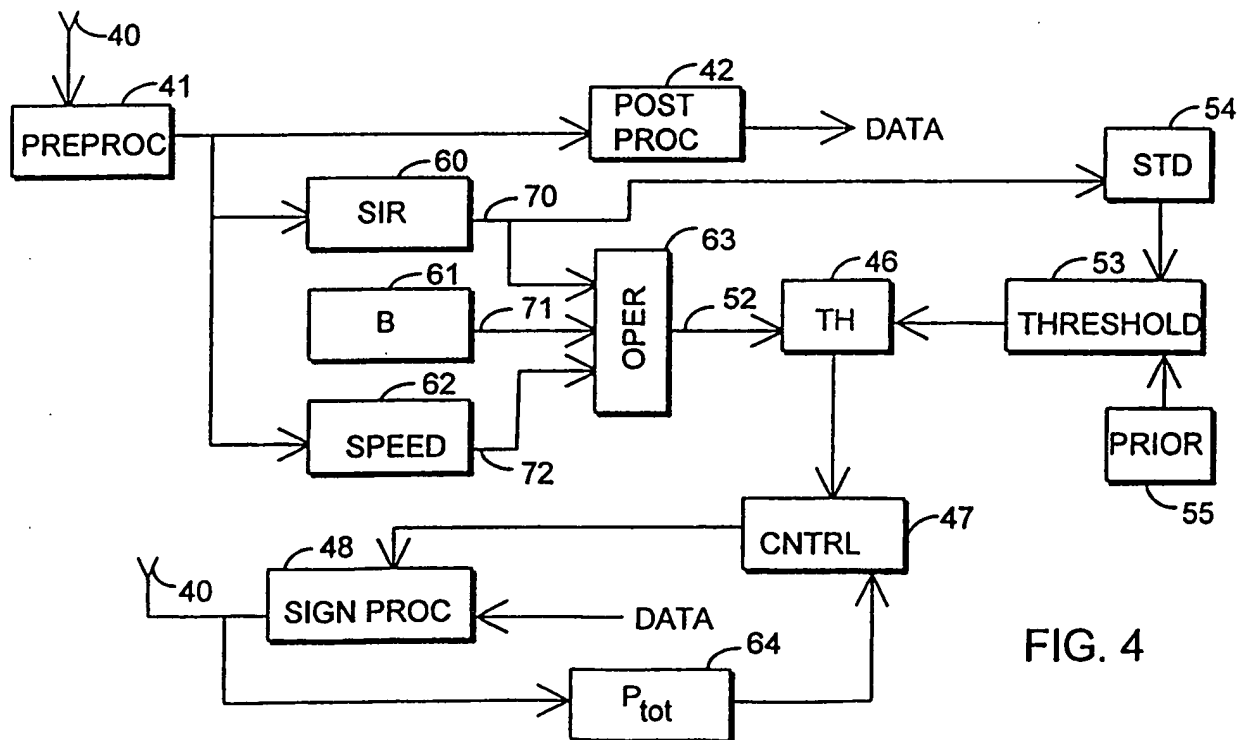 40
41
PREPROC
42
POST
PROC
DATA
54
STD
60
SIR
70
63
OPER
61
B
71
52
46
TH
53
THRESHOLD
62
SPEED
72
PRIOR
55
47
CNTRL
48
40
SIGN PROC
DATA
64
Ptot
FIG. 4